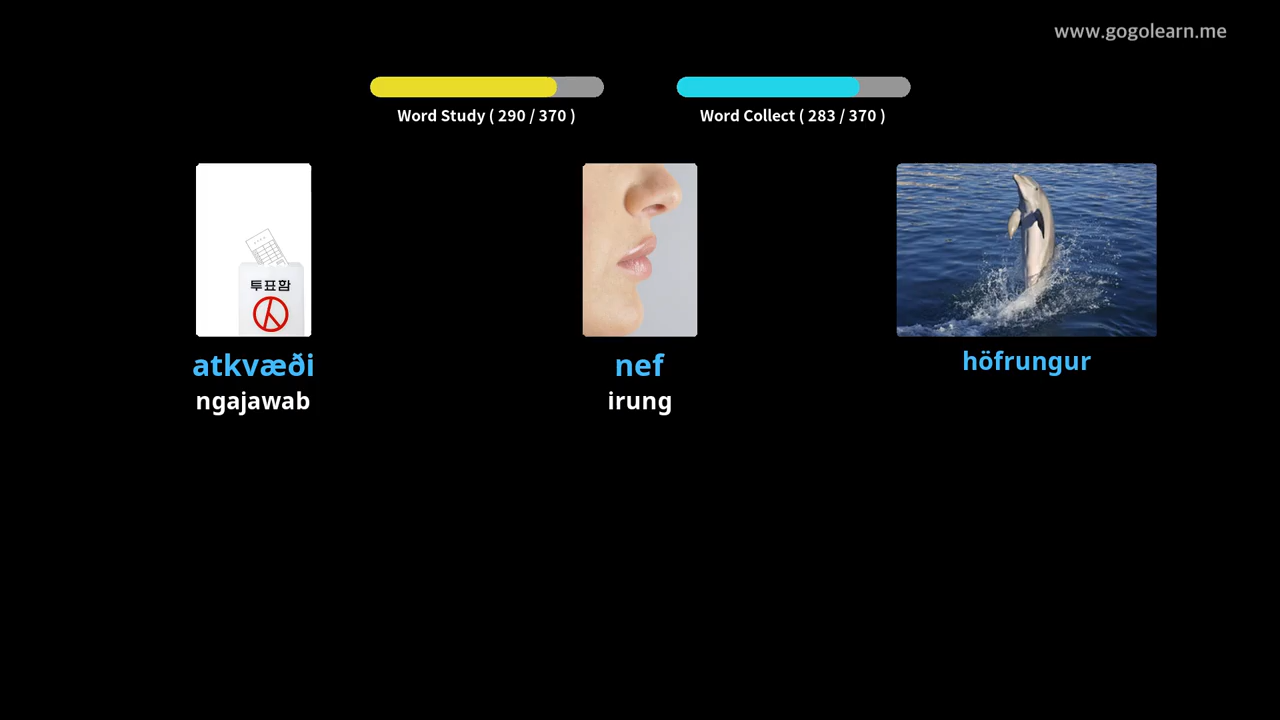 www.gogolearn.me
Word Study ( 290 / 370 )
Word Collect ( 283 / 370 )
투표함
atkvæði
ngajawab
nef
irung
höfrungur